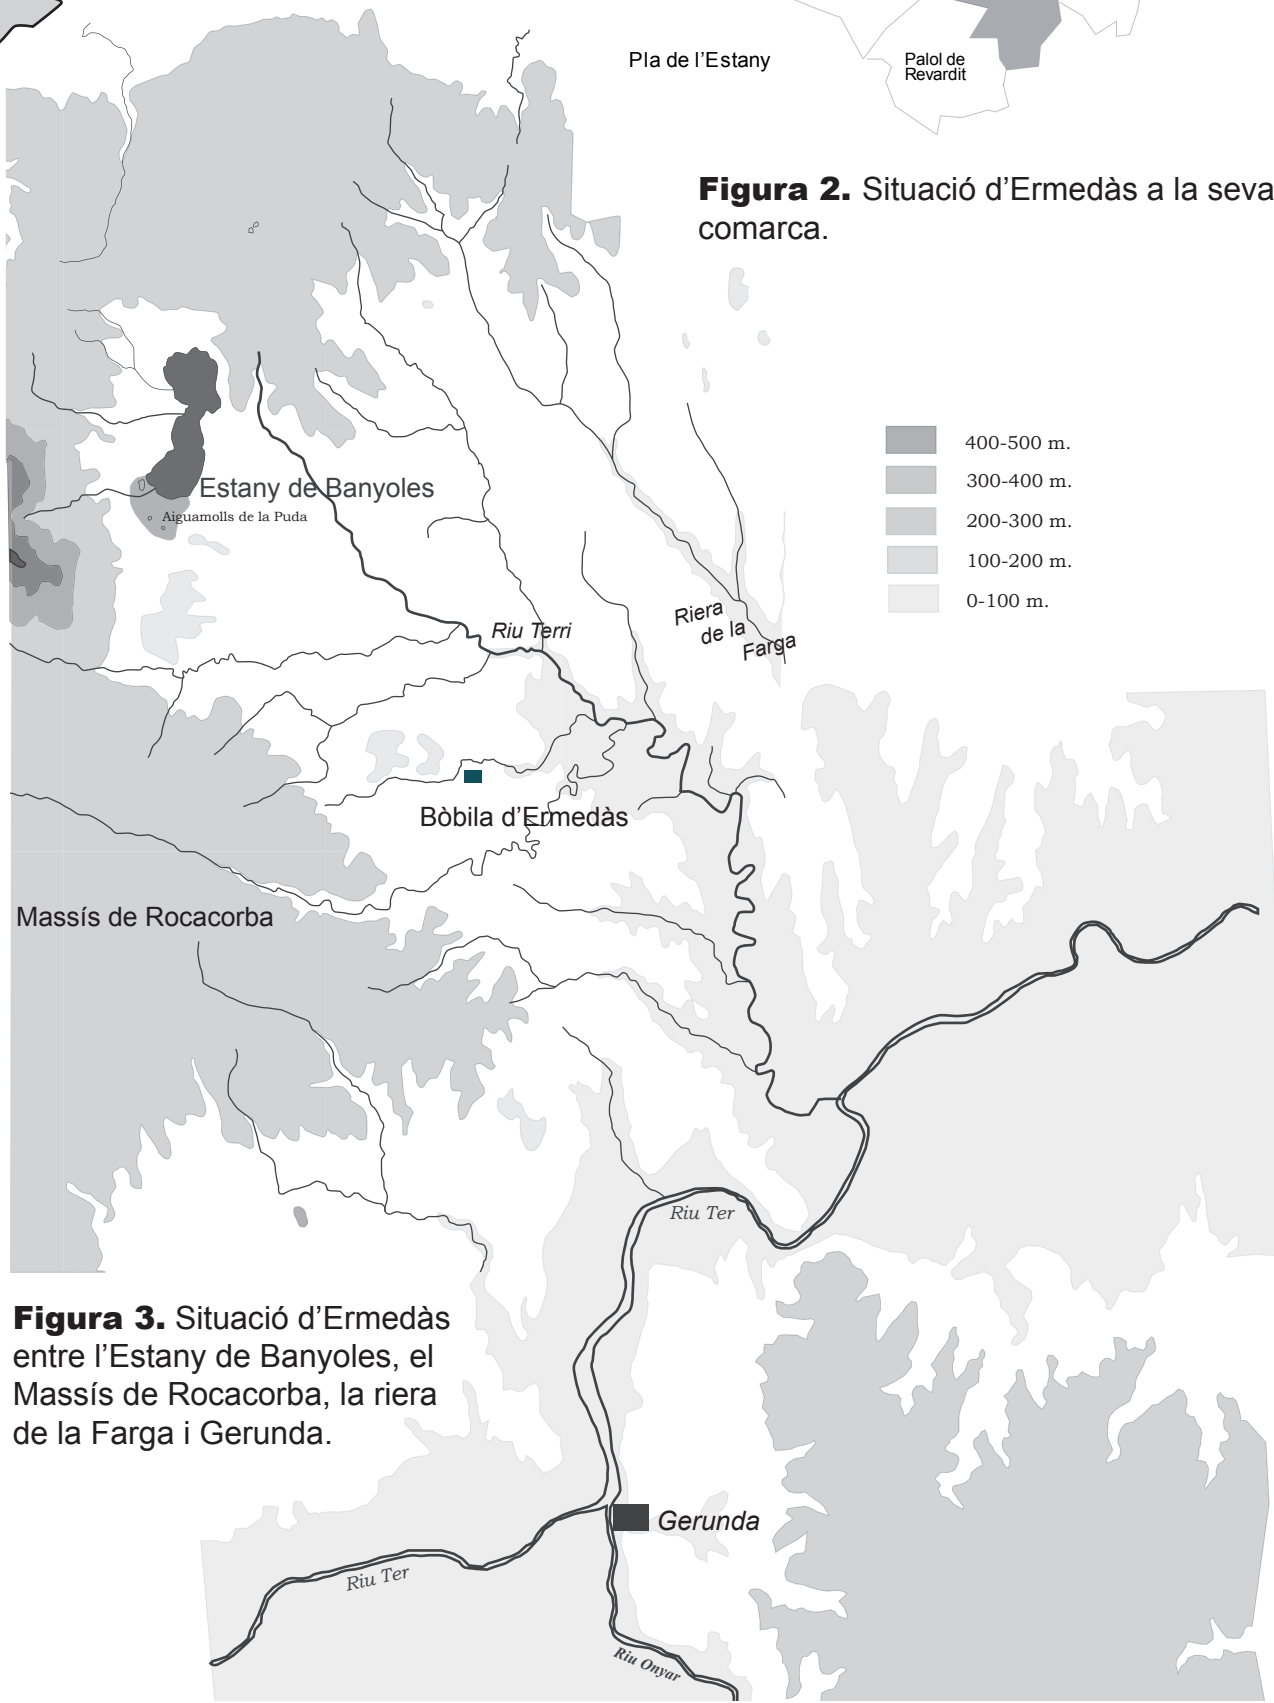 Pla de l'Estany
Palol de
Revardit
Figura 2. Situació d'Ermedàs a la seva
comarca.
400-500 m.
300-400 m.
200-300 m.
100-200 m.
0-100 m.
Estany de Banyoles
Aiguamolls de la Puda
Riu Terri
Riera
de la
Farga
Bòbila d'Ermedàs
Massís de Rocacorba
Riu Ter
Figura 3. Situació d'Ermedàs
entre l'Estany de Banyoles, el
Massís de Rocacorba, la riera
de la Farga i Gerunda.
Gerunda
Riu Ter
Riu Onyar